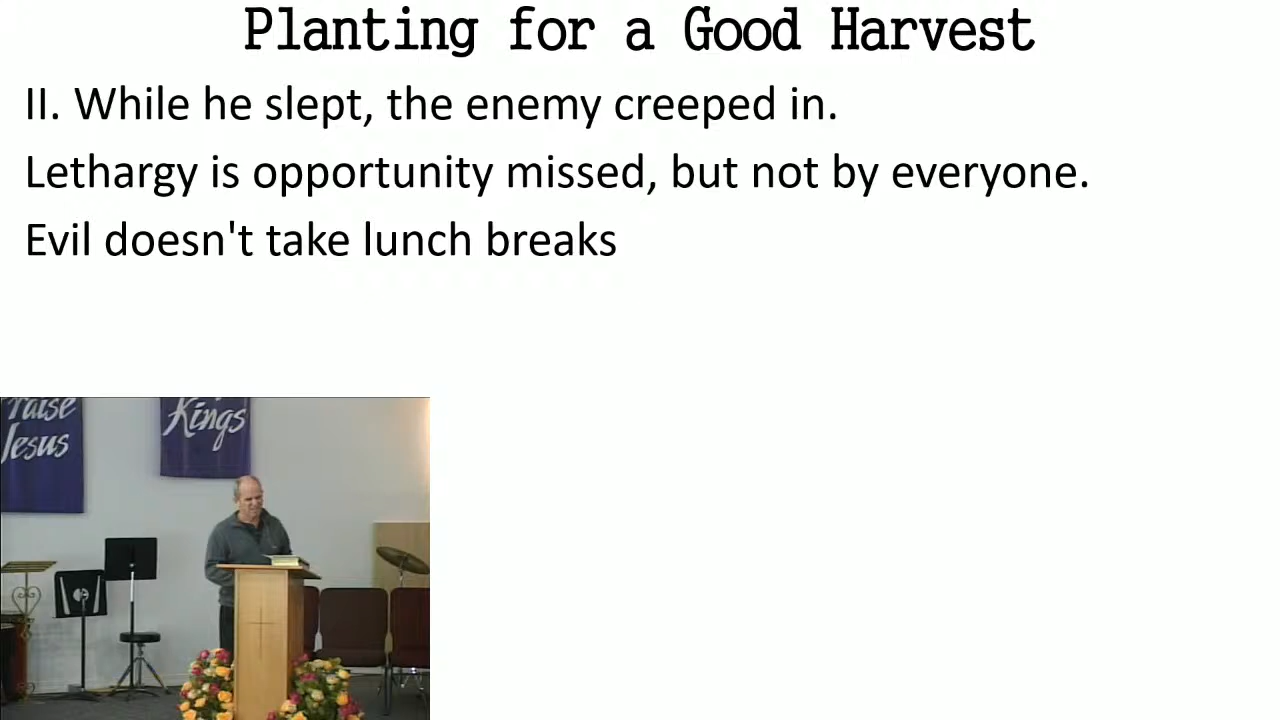 Planting for a Good Harvest
II. While he slept, the enemy creeped in.
Lethargy is opportunity missed, but not by everyone.
Evil doesn't take lunch breaks
Jesus
Kings